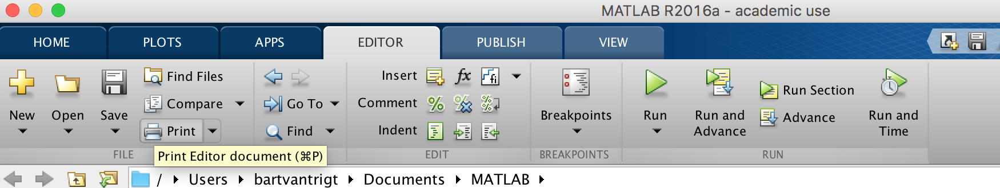 MATLAB R2016a - academic use
HOME PLOTS APPS EDITOR PUBLISH VIEW
New Open Save
Find Files
Compare
Print
FILE
Go To
Find
Insert fx fi
Comment % % %
Indent
EDIT
Breakpoints
BREAKPOINTS
Run
Run and
Advance
Run Section
Advance
Run and
Time
RUN
Print Editor document (⌘P)
/ Users bartvantrigt Documents MATLAB